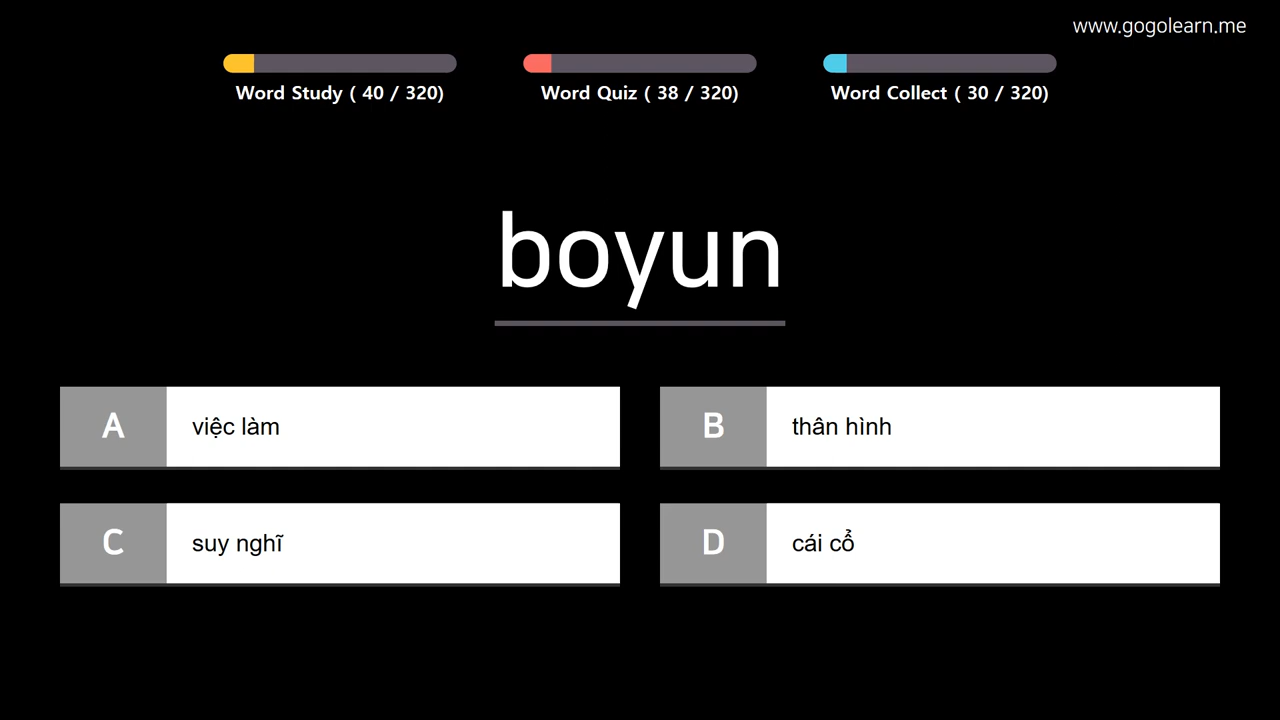 www.gogolearn.me
Word Study ( 40 / 320)
Word Quiz ( 38 / 320)
Word Collect ( 30 / 320)
boyun
A việc làm
B thân hình
C suy nghĩ
D cái cổ